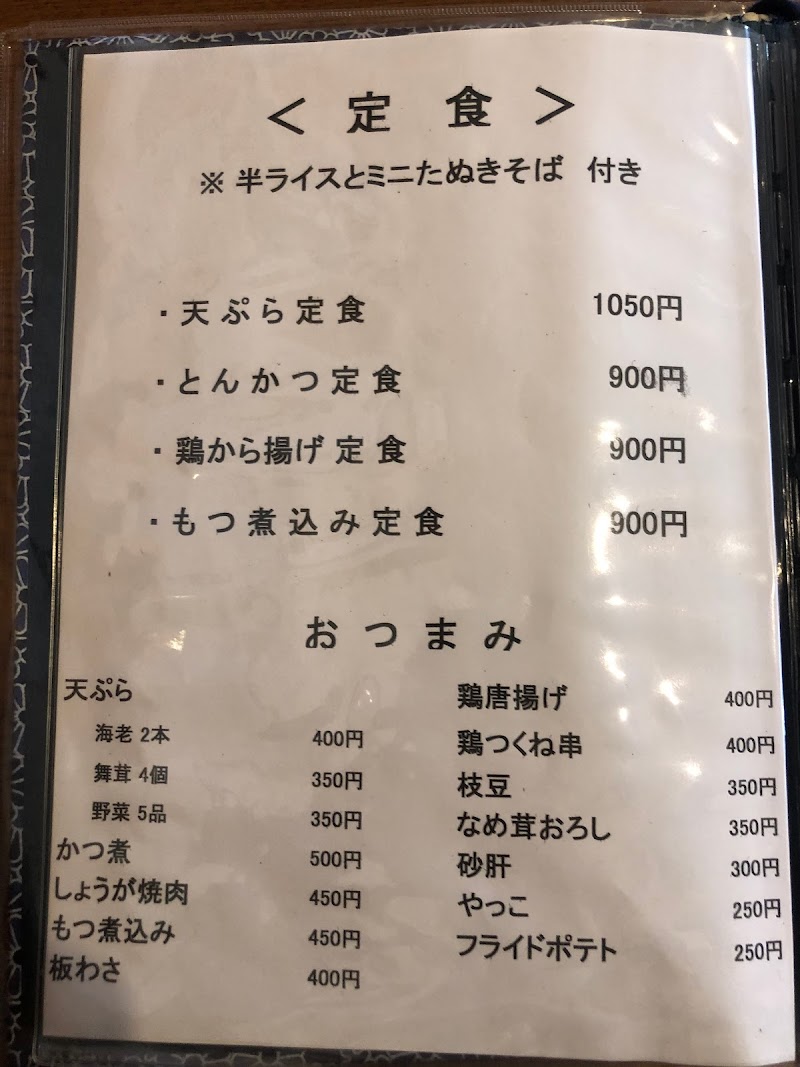 ＜ 定 食 ＞
※ 半ライスとミニたぬきそば 付き
・天ぷら定食 1050円
・とんかつ定食 900円
・鶏から揚げ定食 900円
・もつ煮込み定食 900円
おつまみ
天ぷら
海老 2本 400円
舞茸 4個 350円
野菜 5品 350円
かつ煮 500円
しょうが焼肉 450円
もつ煮込み 450円
板わさ 400円
鶏唐揚げ 400円
鶏つくね串 400円
枝豆 350円
なめ茸おろし 350円
砂肝 300円
やっこ 250円
フライドポテト 250円